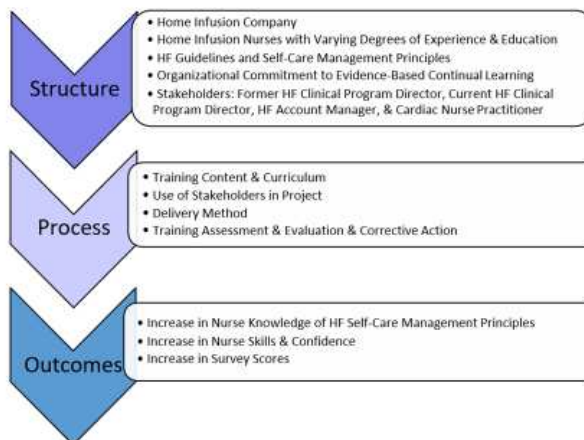 Structure
• Home Infusion Company
• Home Infusion Nurses with Varying Degrees of Experience & Education
• HF Guidelines and Self-Care Management Principles
• Organizational Commitment to Evidence-Based Continual Learning
• Stakeholders: Former HF Clinical Program Director, Current HF Clinical
Program Director, HF Account Manager, & Cardiac Nurse Practitioner
Process
• Training Content & Curriculum
• Use of Stakeholders in Project
• Delivery Method
• Training Assessment & Evaluation & Corrective Action
Outcomes
• Increase in Nurse Knowledge of HF Self-Care Management Principles
• Increase in Nurse Skills & Confidence
• Increase in Survey Scores